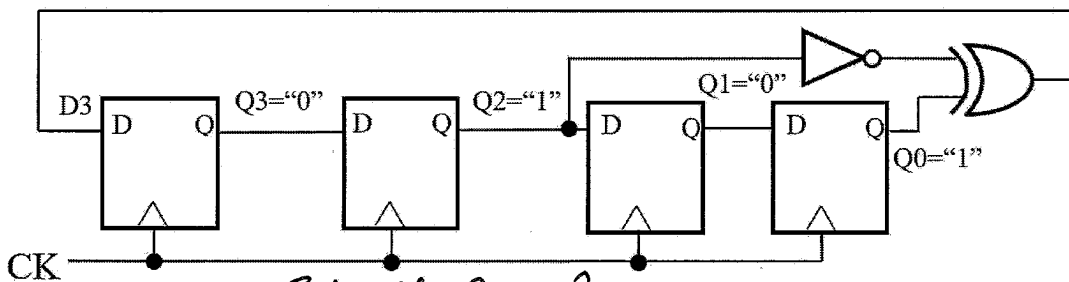 D3 Q3=“0” Q2=“1” Q1=“0”
D Q D Q D Q D Q
Q0=“1”
CK